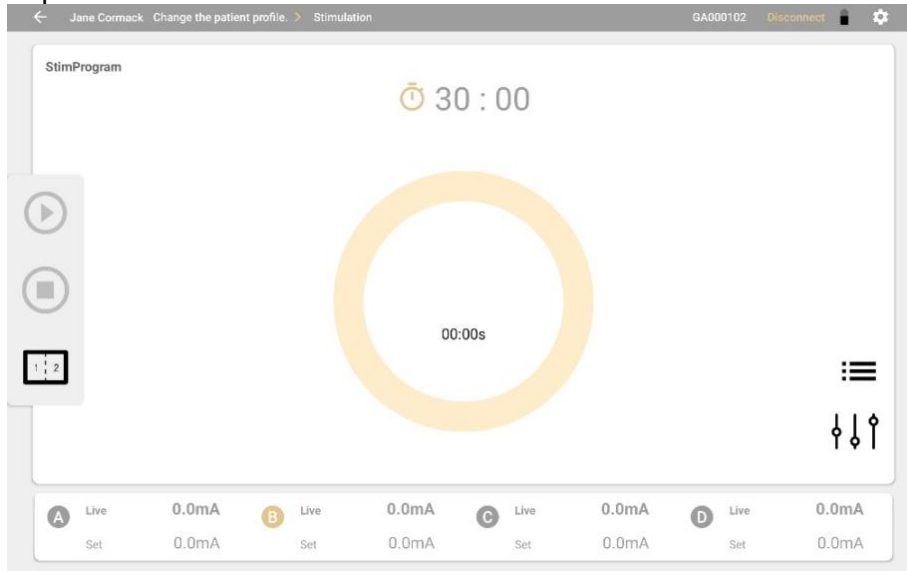 Jane Cormack Change the patient profile. > Stimulation GA000102 Disconnect
StimProgram
30 : 00
00:00s
1 2
A Live 0.0mA B Live 0.0mA C Live 0.0mA D Live 0.0mA
Set 0.0mA Set 0.0mA Set 0.0mA Set 0.0mA